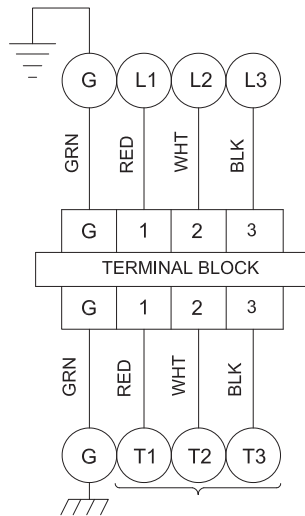 G L1 L2 L3
GRN RED WHT BLK
G 1 2 3
TERMINAL BLOCK
G 1 2 3
GRN RED WHT BLK
G T1 T2 T3